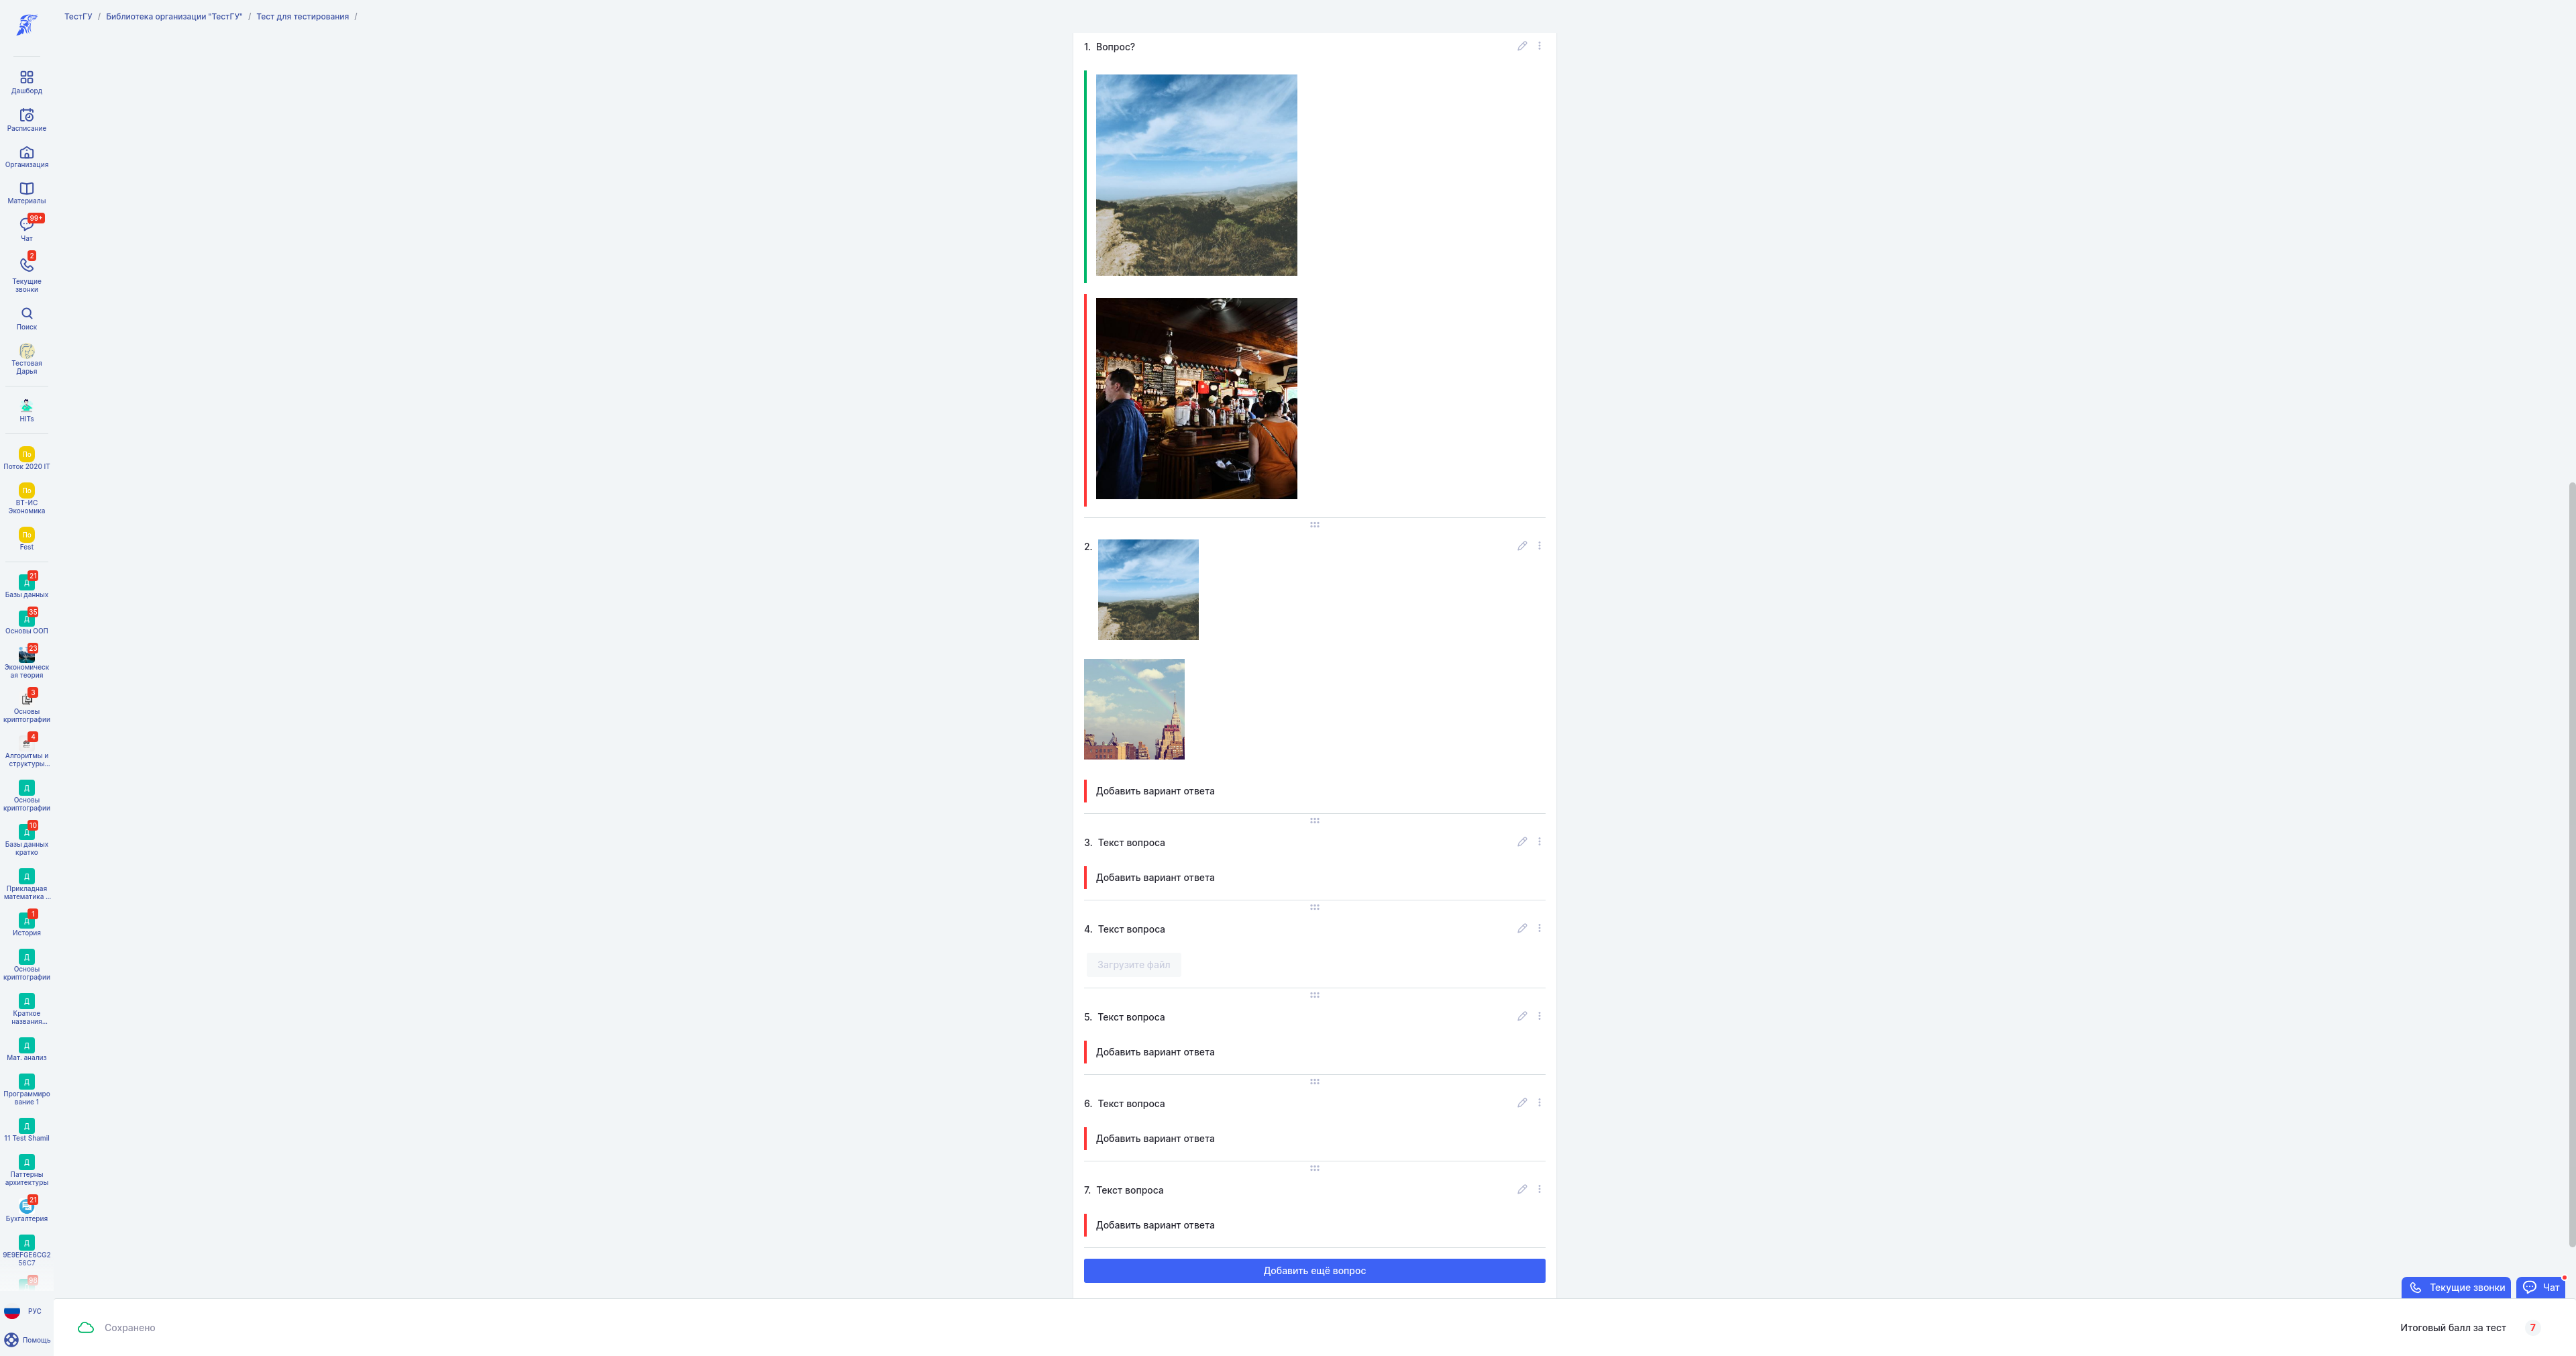 ТестГУ / Библиотека организации "ТестГУ" / Тест для тестирования /
Дашборд
Расписание
Организация
Материалы
99+
Чат
2
Текущие
звонки
Поиск
Тестовая
Дарья
HITs
По
Поток 2020 IT
По
ВТ-ИС
Экономика
По
Fest
21
Д
Базы данных
35
Д
Основы ООП
23
Экономическ
ая теория
3
Основы
криптографии
4
Алгоритмы и
структуры...
Д
Основы
криптографии
10
Д
Базы данных
кратко
Д
Прикладная
математика ...
1
Д
История
Д
Основы
криптографии
Д
Краткое
названия...
Д
Мат. анализ
Д
Программиро
вание 1
Д
11 Test Shamil
Д
Паттерны
архитектуры
21
Бухгалтерия
Д
9E9EFGE6CG2
56C7
РУС
Помощь
1. Вопрос?
2.
Добавить вариант ответа
3. Текст вопроса
Добавить вариант ответа
4. Текст вопроса
Загрузите файл
5. Текст вопроса
Добавить вариант ответа
6. Текст вопроса
Добавить вариант ответа
7. Текст вопроса
Добавить вариант ответа
Добавить ещё вопрос
Текущие звонки
Чат
Сохранено
Итоговый балл за тест 7